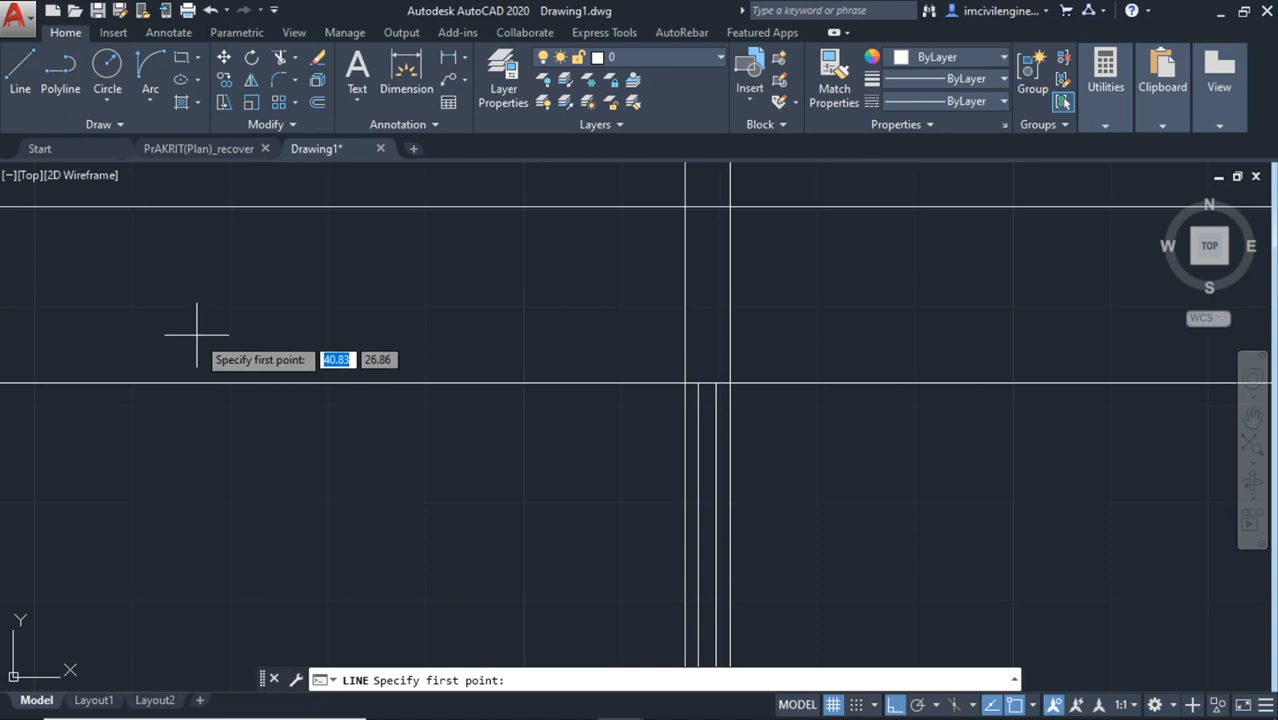 Autodesk AutoCAD 2020 Drawing1.dwg
Type a keyword or phrase
imcivilengine...
Home Insert Annotate Parametric View Manage Output Add-ins Collaborate Express Tools AutoRebar Featured Apps
Line Polyline Circle Arc
Text Dimension
Layer Properties
0
Insert
Match Properties
ByLayer
ByLayer
ByLayer
Group
Utilities
Clipboard
View
Draw Modify Annotation Layers Block Properties Groups
Start PrAKRIT(Plan)_recover Drawing1*
[−][Top][2D Wireframe]
N
W TOP E
S
WCS
Specify first point: 40.83 26.86
Y
X
LINE Specify first point:
Model Layout1 Layout2
MODEL 1:1